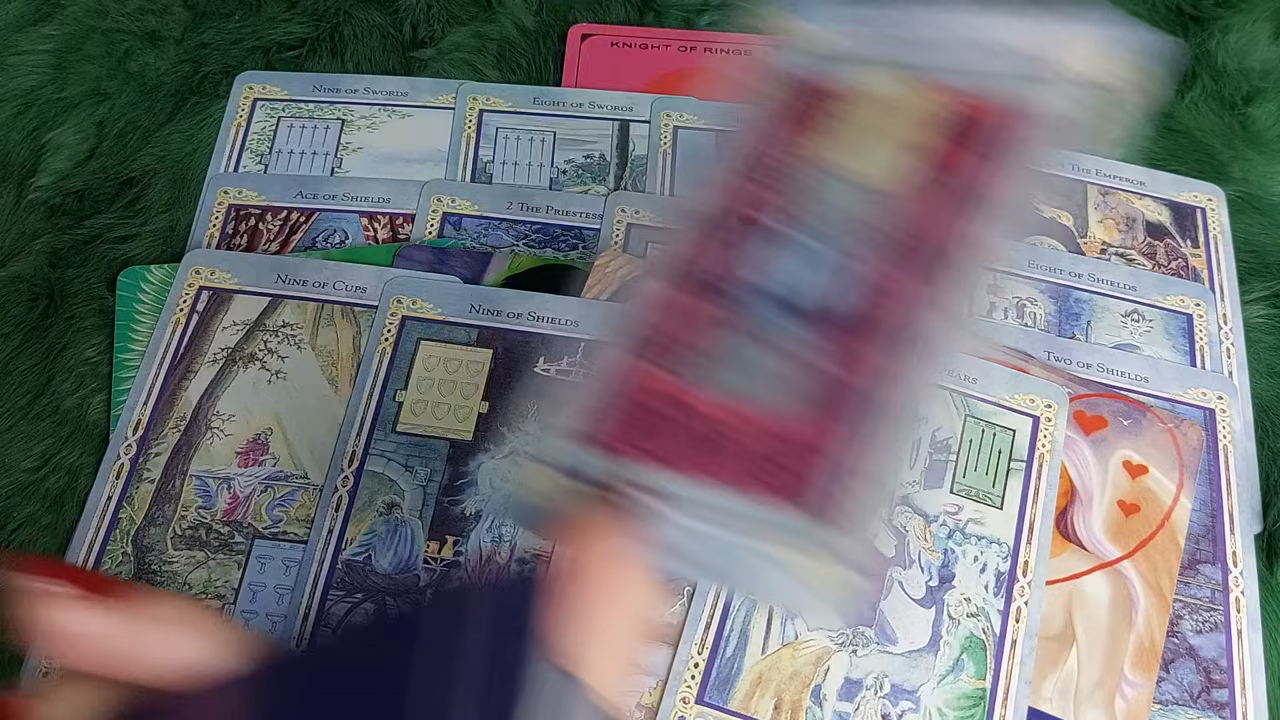 KNIGHT OF RINGS
NINE OF SWORDS
EIGHT OF SWORDS
THE EMPEROR
ACE OF SHIELDS
2 THE PRIESTESS
EIGHT OF SHIELDS
NINE OF CUPS
NINE OF SHIELDS
TWO OF SHIELDS